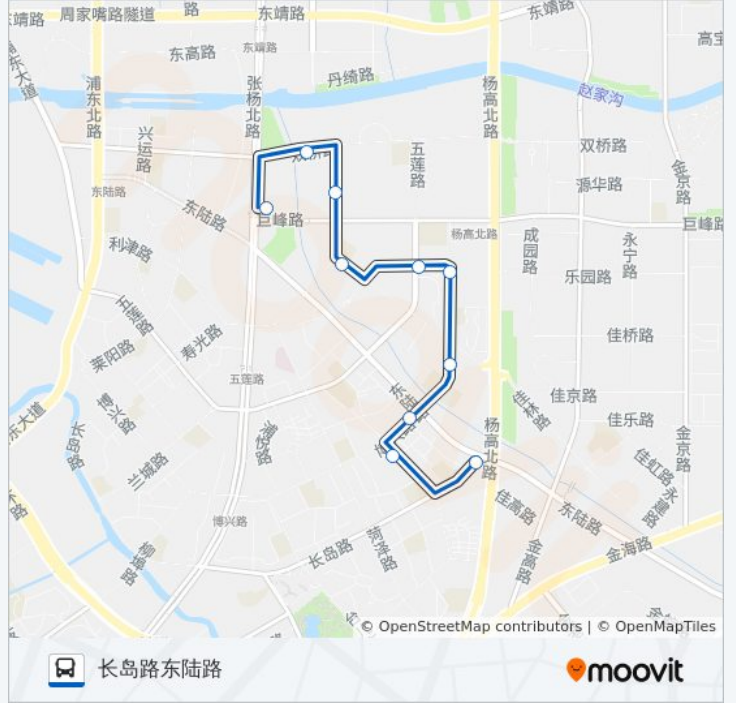 靖路
周家嘴路隧道
路
东靖路
东靖路
东靖路
东高路
高宝
丹绮路
赵家沟
浦东北路
张杨北路
杨高北路
兴运路
五莲路
双桥路
金京路
东陆路
源华路
东陆路
巨峰路
巨峰路
杨高北路
成园路
永宁路
利津路
乐园路
五莲路
寿光路
莱阳路
佳桥路
五莲路
博兴路
佳京路
佳林路
佳乐路
东大道
长岛路
兰城路
杨高北路
金京路
佳虹路
永建路
佳高路
东陆路
博兴路
长岛路
菏泽路
金高路
金海路
© OpenStreetMap contributors | © OpenMapTiles
长岛路东陆路
moovit